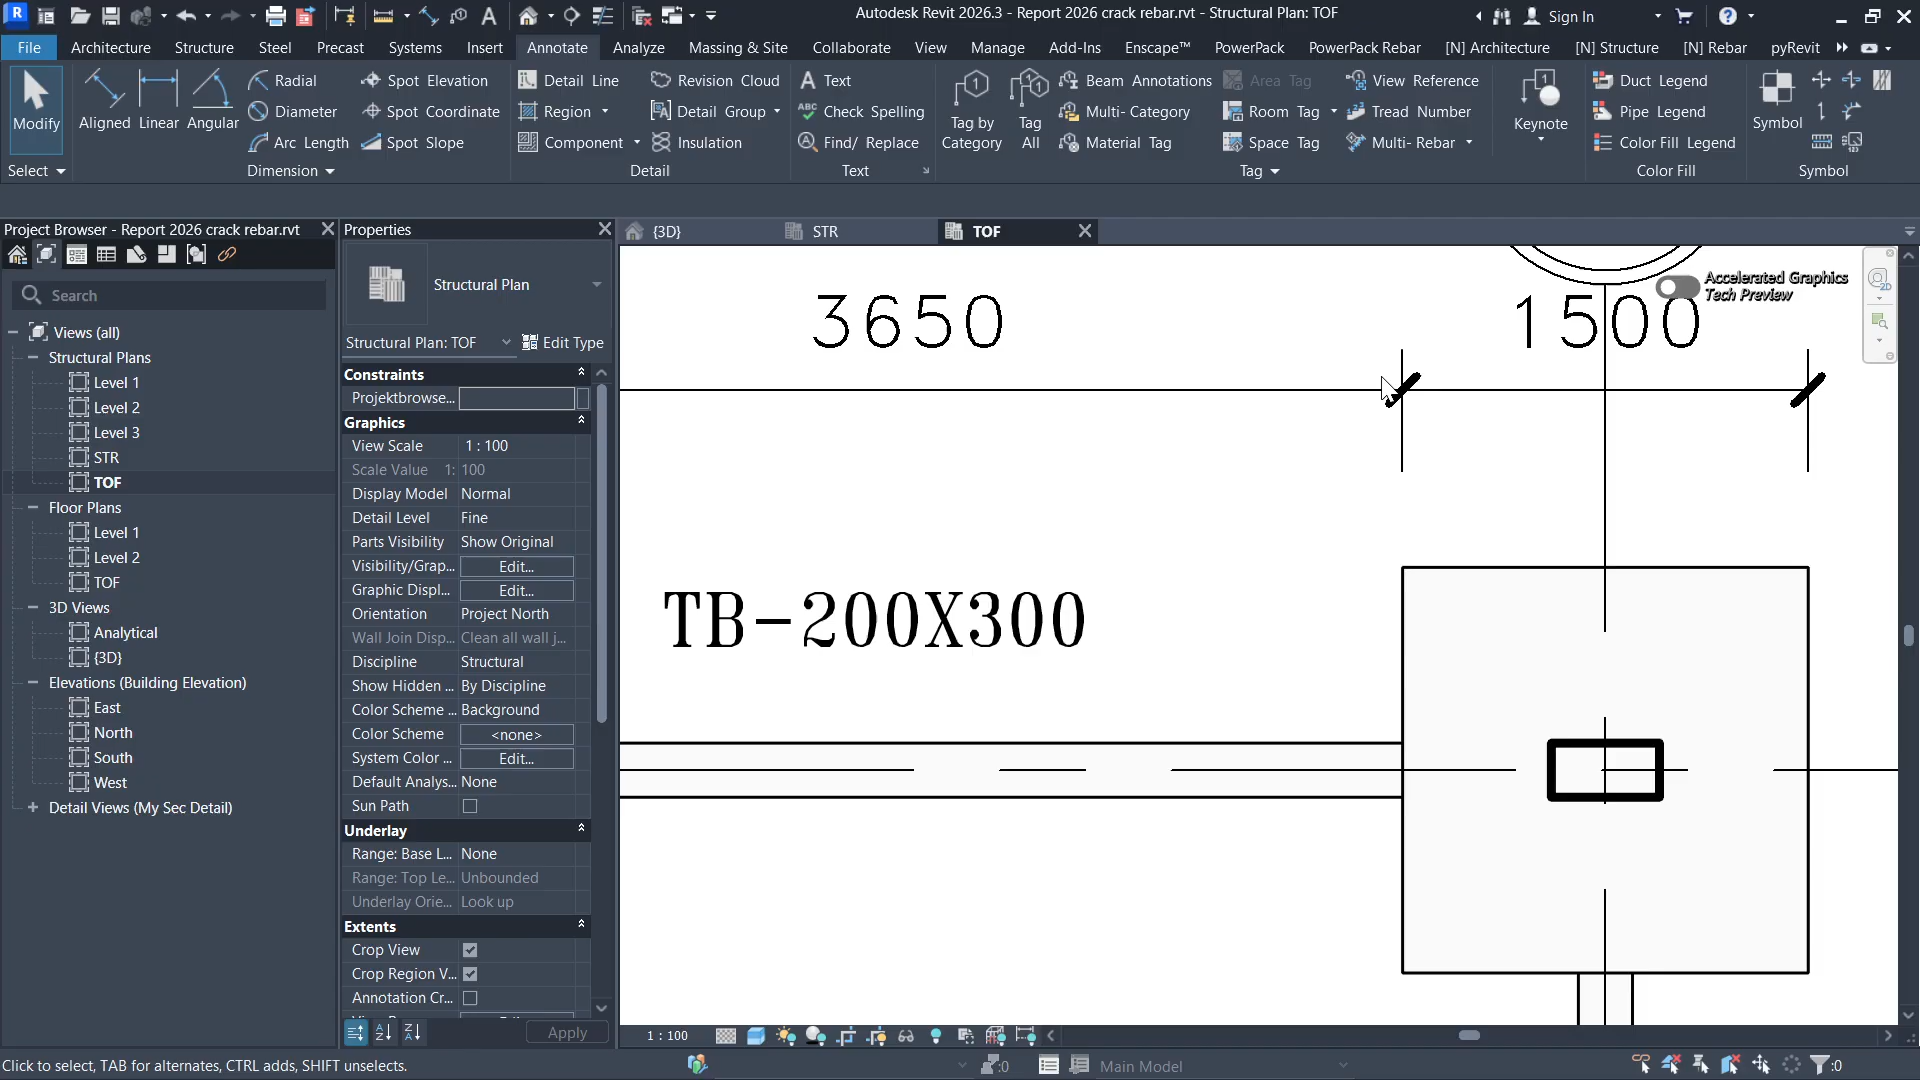 Autodesk Revit 2026.3 - Report 2026 crack rebar.rvt - Structural Plan: TOF
Sign In
File Architecture Structure Steel Precast Systems Insert Annotate Analyze Massing & Site Collaborate View Manage Add-Ins Enscape™ PowerPack PowerPack Rebar [N] Architecture [N] Structure [N] Rebar pyRevit
Modify
Aligned Linear Angular
Radial
Diameter
Arc Length
Spot Elevation
Spot Coordinate
Spot Slope
Detail Line
Region
Component
Revision Cloud
Detail Group
Insulation
Text
Check Spelling
Find/ Replace
Tag by Category
Tag All
Beam Annotations
Multi- Category
Material Tag
Area Tag
Room Tag
Space Tag
View Reference
Tread Number
Multi- Rebar
Keynote
Duct Legend
Pipe Legend
Color Fill Legend
Symbol
Select Dimension Detail Text Tag Color Fill Symbol
Project Browser - Report 2026 crack rebar.rvt
Search
Views (all)
Structural Plans
Level 1
Level 2
Level 3
STR
TOF
Floor Plans
Level 1
Level 2
TOF
3D Views
Analytical
{3D}
Elevations (Building Elevation)
East
North
South
West
Detail Views (My Sec Detail)
Properties
Structural Plan
Structural Plan: TOF Edit Type
Constraints
Projektbrowse...
Graphics
View Scale 1 : 100
Scale Value 1: 100
Display Model Normal
Detail Level Fine
Parts Visibility Show Original
Visibility/Grap... Edit...
Graphic Displ... Edit...
Orientation Project North
Wall Join Disp... Clean all wall j...
Discipline Structural
Show Hidden ... By Discipline
Color Scheme ... Background
Color Scheme <none>
System Color ... Edit...
Default Analys... None
Sun Path
Underlay
Range: Base L... None
Range: Top Le... Unbounded
Underlay Orie... Look up
Extents
Crop View
Crop Region V...
Annotation Cr...
Apply
{3D} STR TOF
Accelerated Graphics
Tech Preview
2D
3650 1500
TB-200X300
1 : 100
Click to select, TAB for alternates, CTRL adds, SHIFT unselects.
:0
Main Model
:0